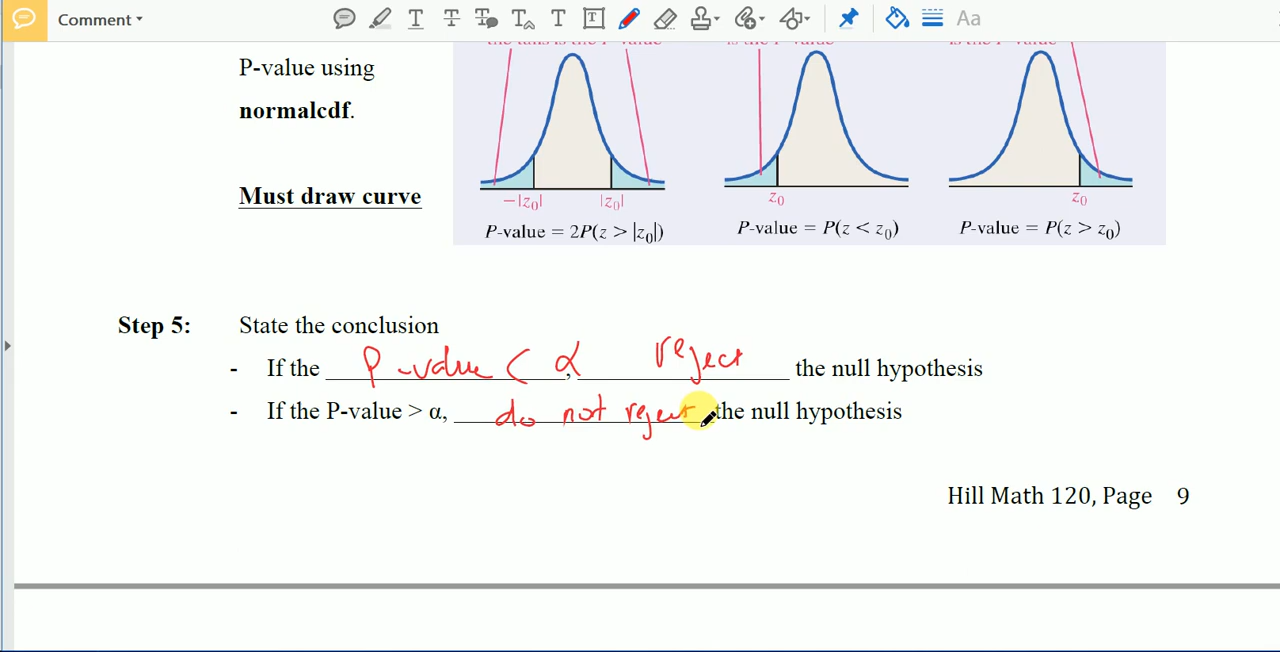 Comment
Aa
P-value using
normalcdf.
Must draw curve
−|z0| |z0|
P-value = 2P(z > |z0|)
z0
P-value = P(z < z0)
z0
P-value = P(z > z0)
Step 5: State the conclusion
- If the P-value < α, reject the null hypothesis
- If the P-value > α, do not reject the null hypothesis
Hill Math 120, Page 9